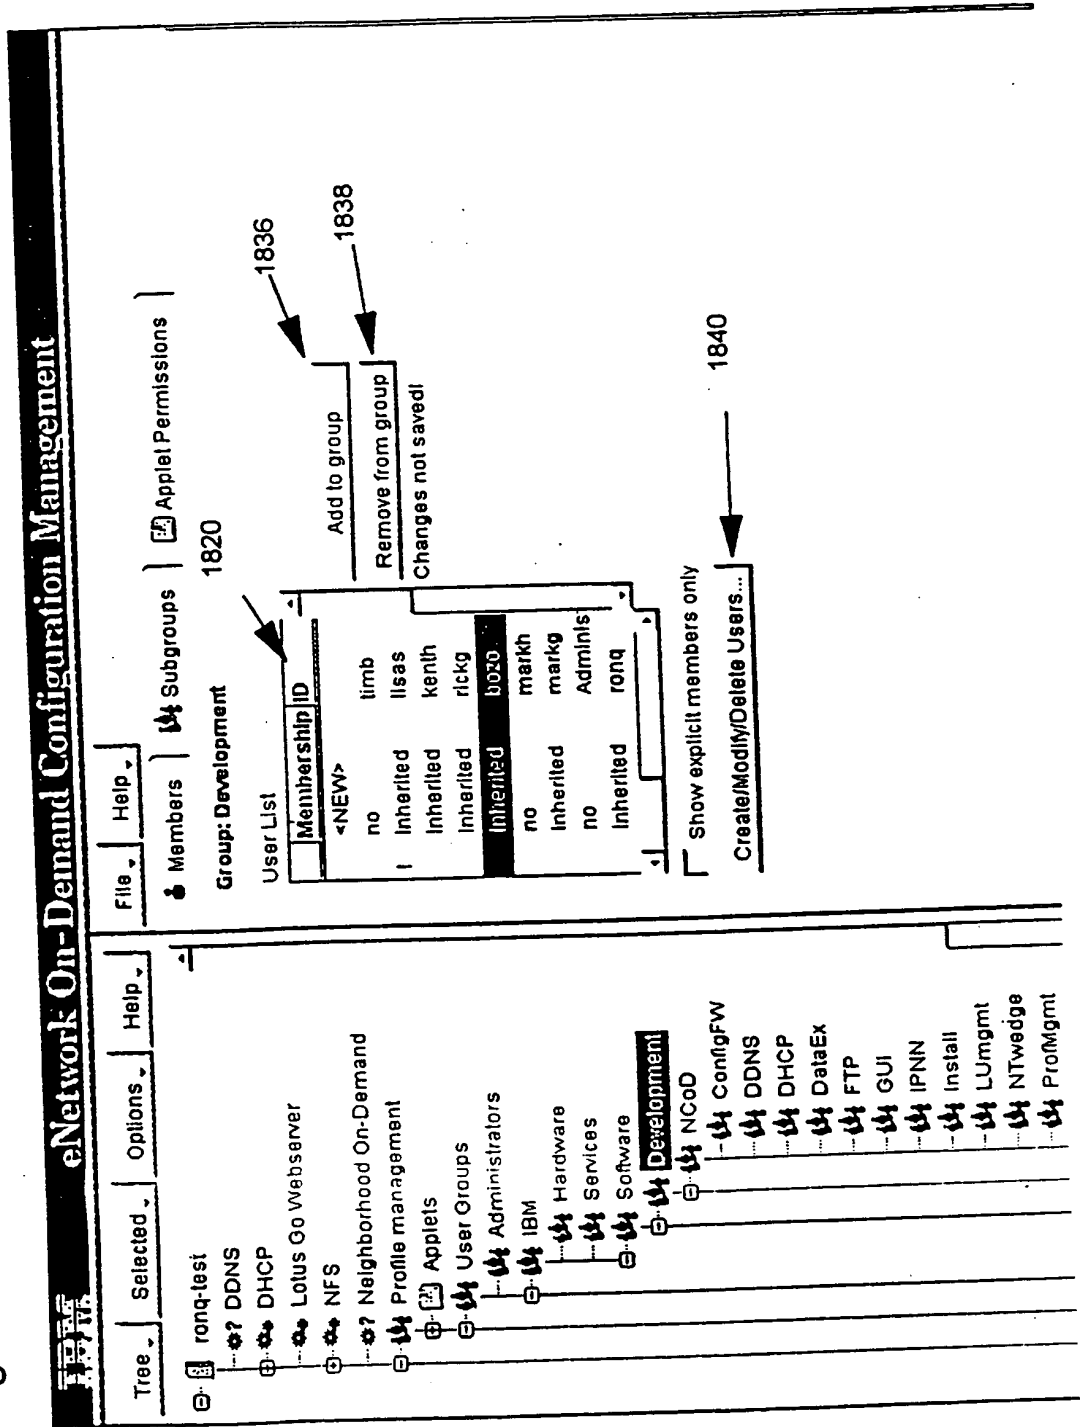 IBM
eNetwork On-Demand Configuration Management
Tree
Selected
Options
Help
ronq-test
? DDNS
DHCP
Lotus Go Webserver
NFS
? Neighborhood On-Demand
Profile management
Applets
User Groups
Administrators
IBM
Hardware
Services
Software
Development
NCoD
ConfigFW
DDNS
DHCP
DataEx
FTP
GUI
IPNN
Install
LUmgmt
NTwedge
ProfMgmt
File
Help
Members
Subgroups
Applet Permissions
Group: Development
1820
User List
Membership ID
<NEW>
no timb
Inherited lisas
Inherited kenth
Inherited rickg
Inherited bozo
no markh
Inherited markg
no Adminis
Inherited ronq
Add to group
1836
Remove from group
1838
Changes not saved!
Show explicit members only
Create/Modify/Delete Users...
1840